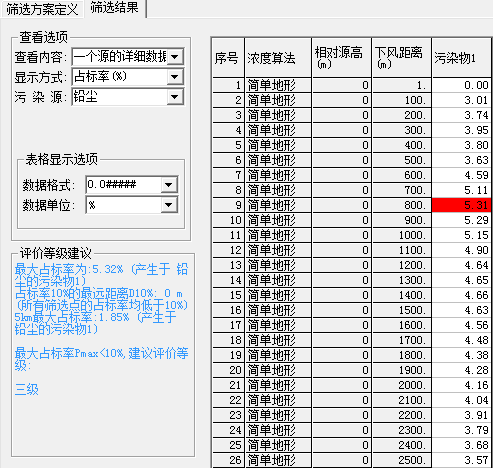 筛选方案定义 筛选结果
查看选项
查看内容: 一个源的详细数据
显示方式: 占标率(%)
污 染 源: 铅尘
表格显示选项
数据格式: 0.0#####
数据单位: %
评价等级建议
最大占标率为:5.32% (产生于 铅
尘的污染物1)
占标率10%的最远距离D10%: 0 m
(所有筛选点的占标率均低于10%)
5km最大占标率:1.85% (产生于
铅尘的污染物1)
最大占标率Pmax<10%,建议评价等
级:
三级
序号 浓度算法 相对源高(m) 下风距离(m) 污染物1
1 简单地形 0 1. 0.00
2 简单地形 0 100. 3.01
3 简单地形 0 200. 3.74
4 简单地形 0 300. 3.95
5 简单地形 0 400. 3.80
6 简单地形 0 500. 3.63
7 简单地形 0 600. 4.59
8 简单地形 0 700. 5.11
9 简单地形 0 800. 5.31
10 简单地形 0 900. 5.29
11 简单地形 0 1000. 5.15
12 简单地形 0 1100. 4.90
13 简单地形 0 1200. 4.64
14 简单地形 0 1300. 4.65
15 简单地形 0 1400. 4.66
16 简单地形 0 1500. 4.63
17 简单地形 0 1600. 4.56
18 简单地形 0 1700. 4.48
19 简单地形 0 1800. 4.38
20 简单地形 0 1900. 4.28
21 简单地形 0 2000. 4.16
22 简单地形 0 2100. 4.04
23 简单地形 0 2200. 3.91
24 简单地形 0 2300. 3.79
25 简单地形 0 2400. 3.68
26 简单地形 0 2500. 3.57